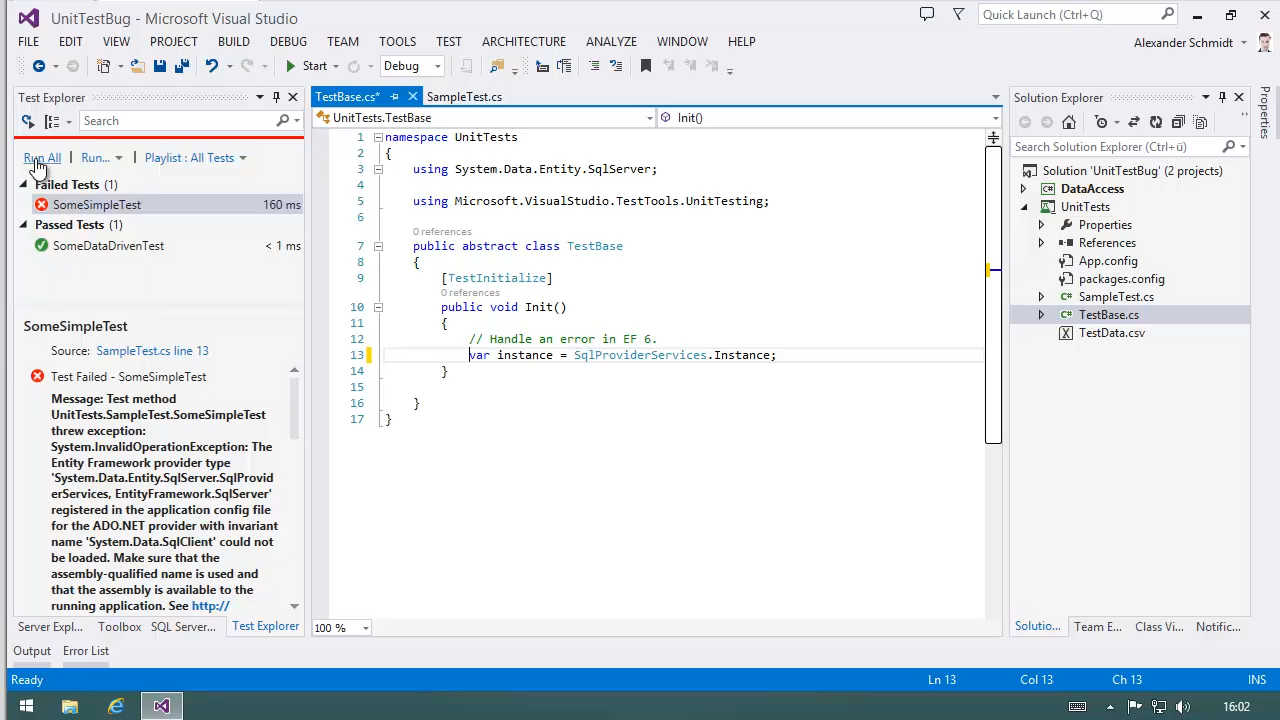 UnitTestBug - Microsoft Visual Studio
Quick Launch (Ctrl+Q)
FILE EDIT VIEW PROJECT BUILD DEBUG TEAM TOOLS TEST ARCHITECTURE ANALYZE WINDOW HELP
Alexander Schmidt
Start
Debug
Test Explorer
Search
Run All | Run... | Playlist : All Tests
Failed Tests (1)
SomeSimpleTest 160 ms
Passed Tests (1)
SomeDataDrivenTest < 1 ms
SomeSimpleTest
Source: SampleTest.cs line 13
Test Failed - SomeSimpleTest
Message: Test method
UnitTests.SampleTest.SomeSimpleTest
threw exception:
System.InvalidOperationException: The
Entity Framework provider type
'System.Data.Entity.SqlServer.SqlProvid
erServices, EntityFramework.SqlServer'
registered in the application config file
for the ADO.NET provider with invariant
name 'System.Data.SqlClient' could not
be loaded. Make sure that the
assembly-qualified name is used and
that the assembly is available to the
running application. See http://
Server Expl... Toolbox SQL Server... Test Explorer
TestBase.cs* SampleTest.cs
UnitTests.TestBase
Init()
1 namespace UnitTests
2 {
3 using System.Data.Entity.SqlServer;
4
5 using Microsoft.VisualStudio.TestTools.UnitTesting;
6
0 references
7 public abstract class TestBase
8 {
9 [TestInitialize]
0 references
10 public void Init()
11 {
12 // Handle an error in EF 6.
13 var instance = SqlProviderServices.Instance;
14 }
15
16 }
17 }
100 %
Solution Explorer
Search Solution Explorer (Ctrl+ü)
Solution 'UnitTestBug' (2 projects)
DataAccess
UnitTests
Properties
References
App.config
packages.config
SampleTest.cs
TestBase.cs
TestData.csv
Solutio... Team E... Class Vi... Notific...
Properties
Output Error List
Ready Ln 13 Col 13 Ch 13 INS
16:02